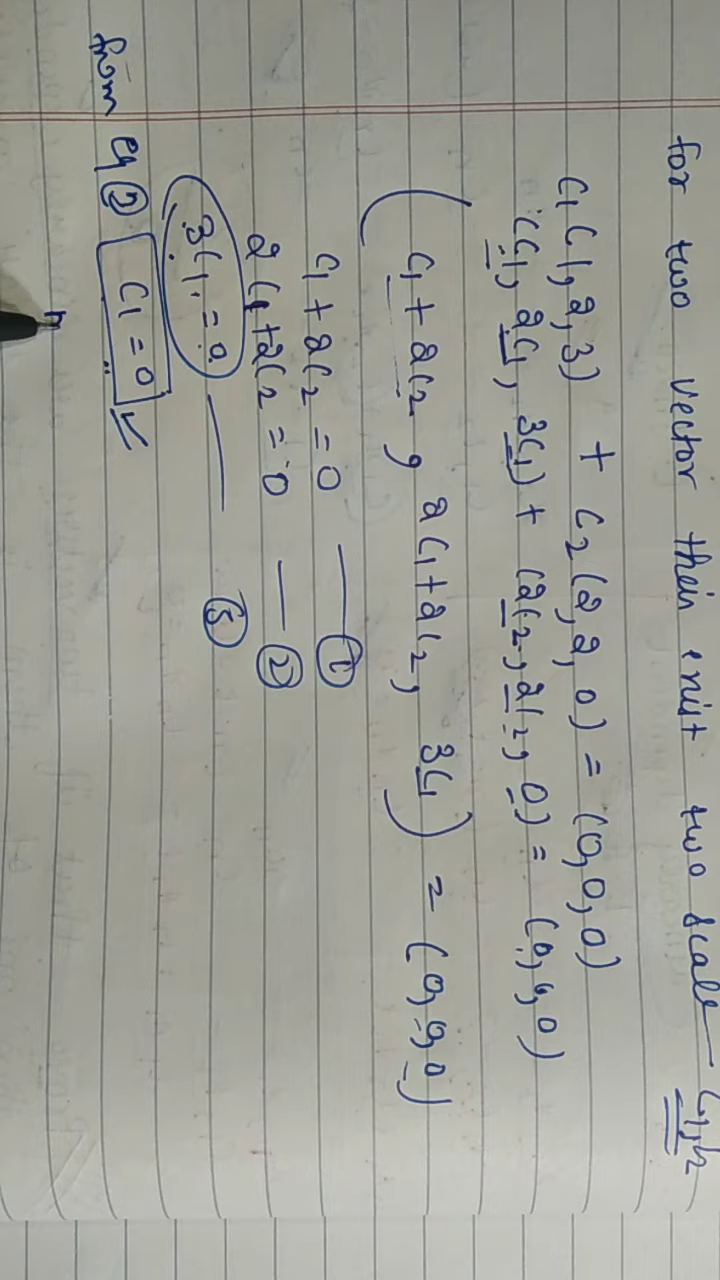 for two vector their exist two scale C1, C2
C1(1,2,3) + C2(2,2,0) = (0,0,0)
(C1, 2C1, 3C1) + (2C2, 2C2, 0) = (0,0,0)
(C1+2C2, 2C1+2C2, 3C1) = (0,0,0)
C1+2C2 = 0 — ①
2C1+2C2 = 0 — ②
3C1 = 0 — ③
from eq ③ C1 = 0